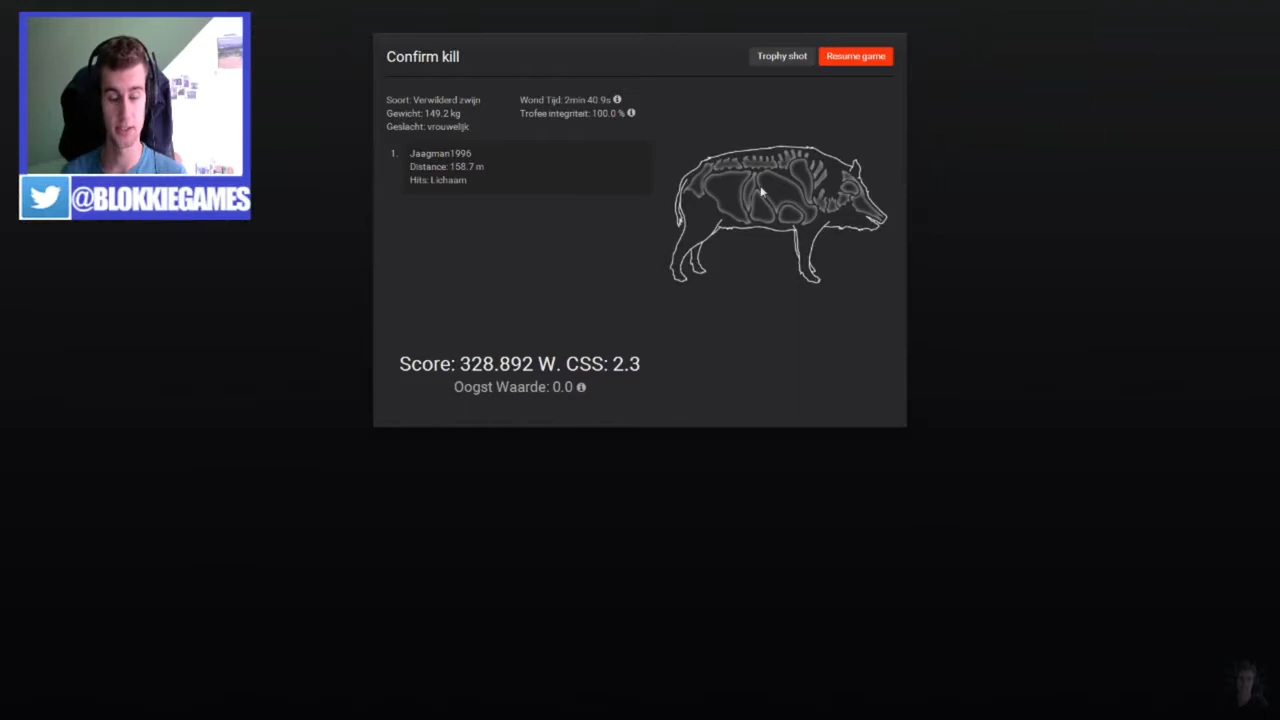 Confirm kill
Trophy shot
Resume game
Soort: Verwilderd zwijn
Gewicht: 149.2 kg
Geslacht: vrouwelijk
Wond Tijd: 2min 40.9s
Trofee integriteit: 100.0 %
1. Jaagman1996
Distance: 158.7 m
Hits: Lichaam
Score: 328.892 W. CSS: 2.3
Oogst Waarde: 0.0
@BLOKKIEGAMES